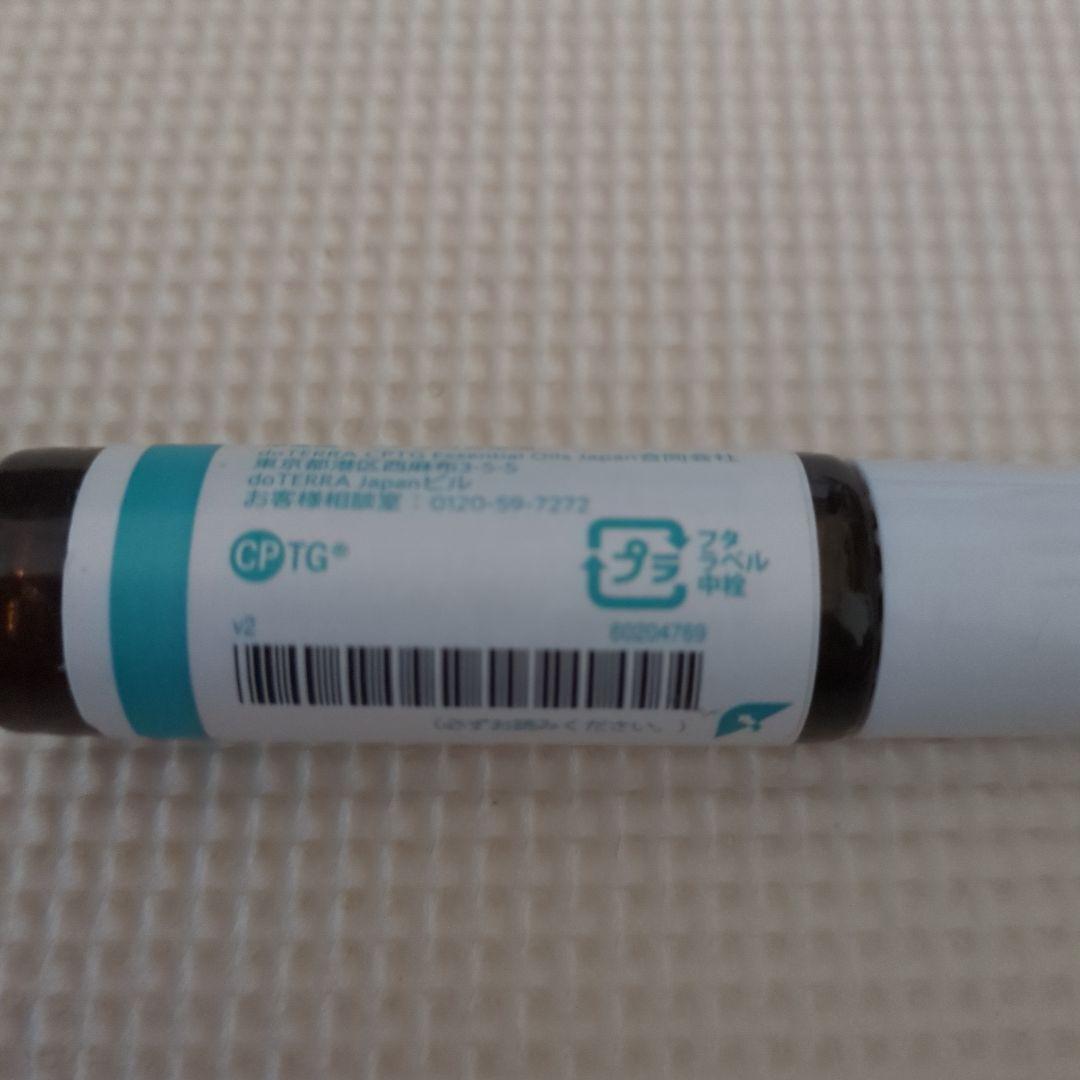 doTERRA CPTG Essential Oils Japan合同会社
東京都港区西麻布3-5-5
doTERRA Japanビル
お客様相談室：0120-59-7272
CPTG®
プラ
フタ
ラベル
中栓
v2
60204769
らずお読みください。)